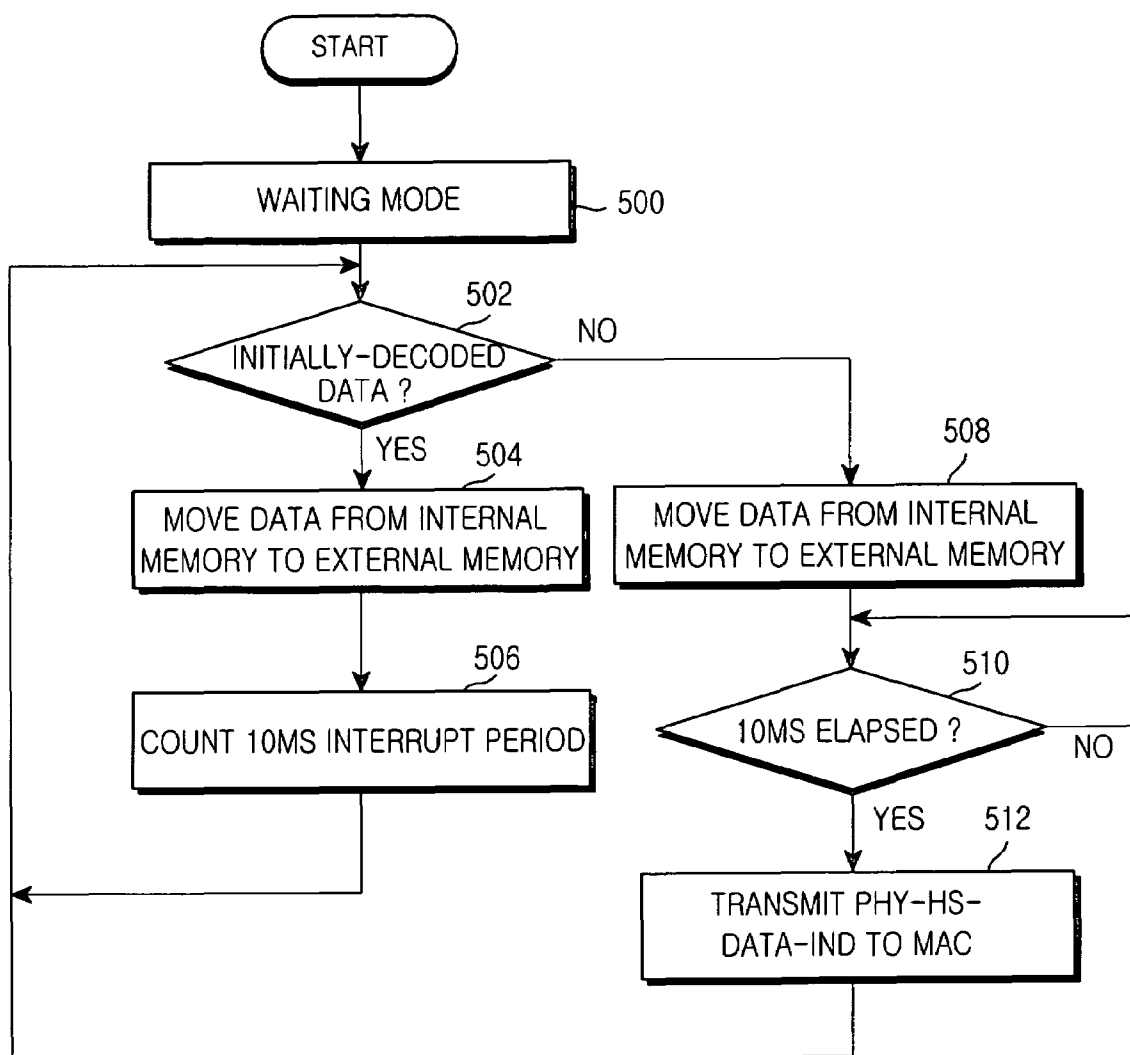 START
WAITING MODE
500
502
INITIALLY-DECODED
DATA ?
NO
YES
504
MOVE DATA FROM INTERNAL
MEMORY TO EXTERNAL MEMORY
508
MOVE DATA FROM INTERNAL
MEMORY TO EXTERNAL MEMORY
506
COUNT 10MS INTERRUPT PERIOD
510
10MS ELAPSED ?
NO
YES
512
TRANSMIT PHY-HS-
DATA-IND TO MAC